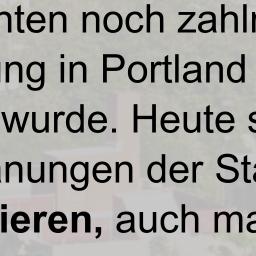 nten noch zahlr
ung in Portland
wurde. Heute s
anungen der Sta
ieren, auch ma